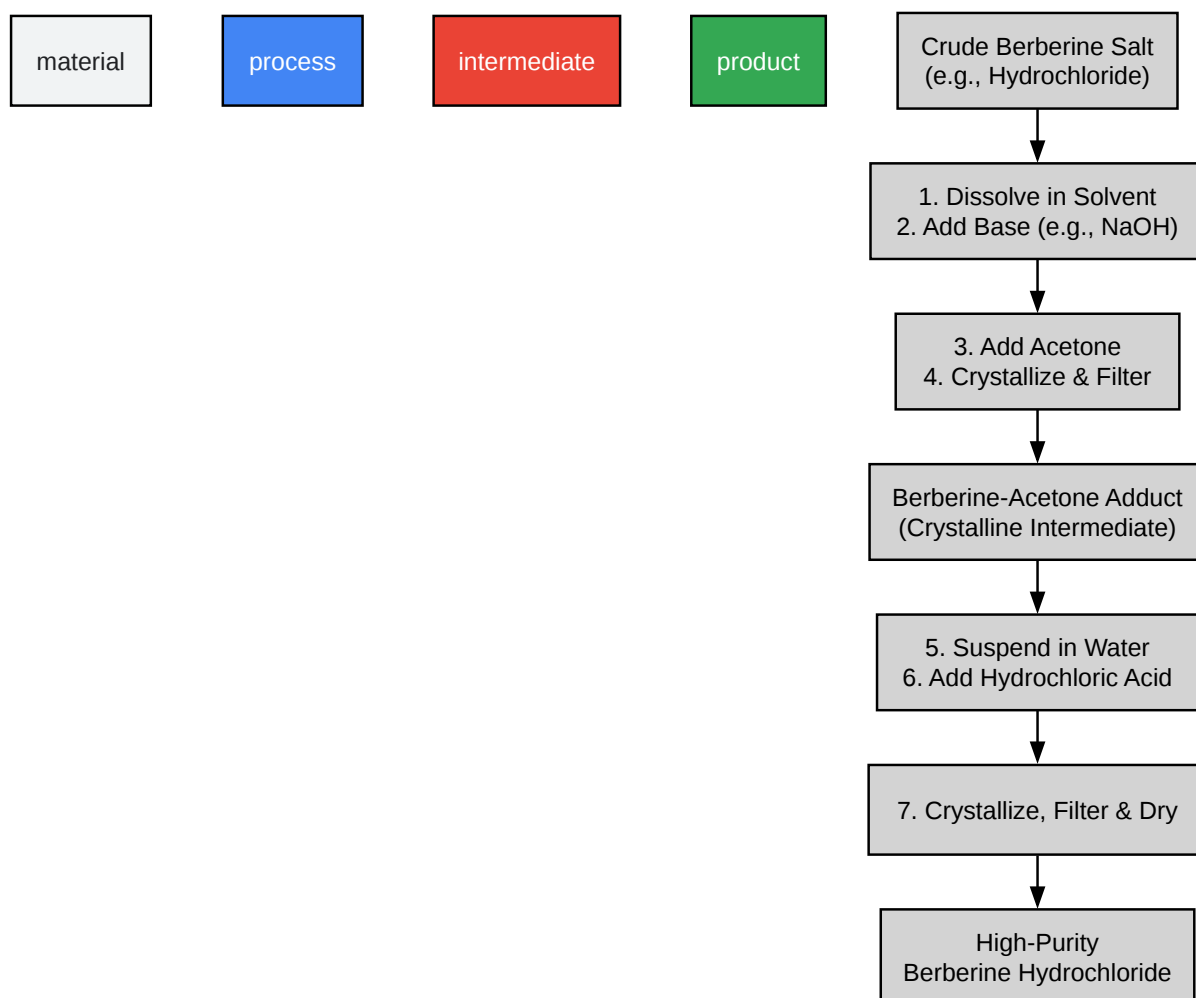 material
process
intermediate
product
Crude Berberine Salt
(e.g., Hydrochloride)
1. Dissolve in Solvent
2. Add Base (e.g., NaOH)
3. Add Acetone
4. Crystallize & Filter
Berberine-Acetone Adduct
(Crystalline Intermediate)
5. Suspend in Water
6. Add Hydrochloric Acid
7. Crystallize, Filter & Dry
High-Purity
Berberine Hydrochloride